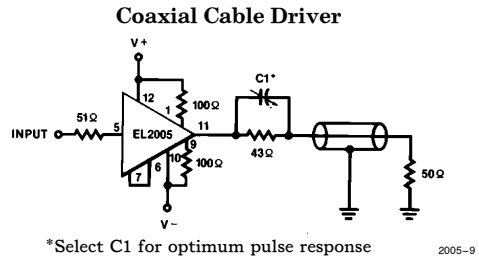 Coaxial Cable Driver
V+
C1*
12
1
100Ω
51Ω
INPUT
5
EL2005
11
9
10
43Ω
6
100Ω
7
50Ω
V−
*Select C1 for optimum pulse response
2005–9